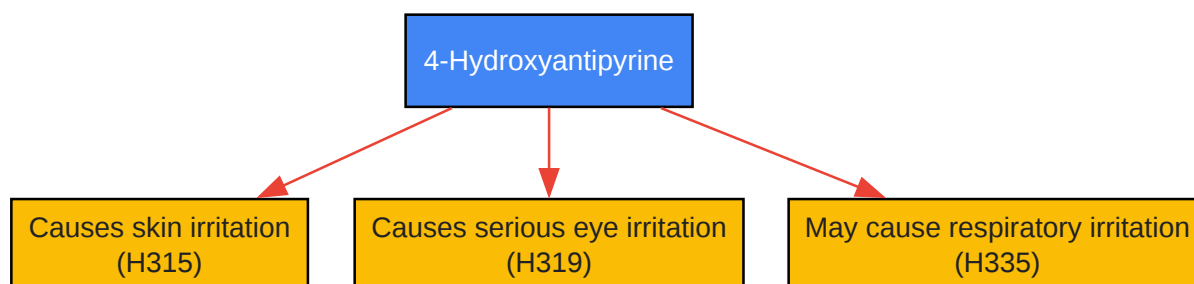 4-Hydroxyantipyrine
Causes skin irritation
(H315)
Causes serious eye irritation
(H319)
May cause respiratory irritation
(H335)